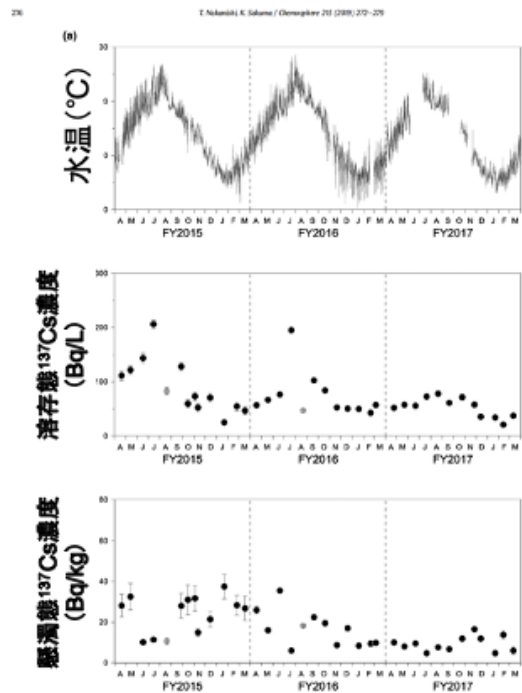 276
T. Nakanishi, K. Sakuma / Chemosphere 215 (2019) 272–279
(a)
30
水温(°C)
0
0
0
A M J J A S O N D J F M A M J J A S O N D J F M A M J J A S O N D J F M
FY2015 FY2016 FY2017
300
溶存態¹³⁷Cs濃度
(Bq/L)
200
100
0
A M J J A S O N D J F M A M J J A S O N D J F M A M J J A S O N D J F M
FY2015 FY2016 FY2017
80
懸濁態¹³⁷Cs濃度
(Bq/kg)
60
40
20
0
A M J J A S O N D J F M A M J J A S O N D J F M A M J J A S O N D J F M
FY2015 FY2016 FY2017